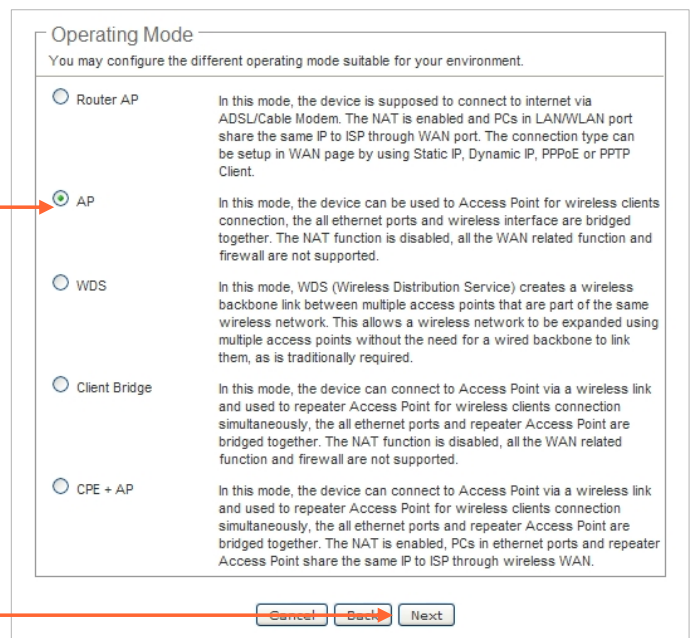 Operating Mode
You may configure the different operating mode suitable for your environment.
Router AP
In this mode, the device is supposed to connect to internet via
ADSL/Cable Modem. The NAT is enabled and PCs in LAN/WLAN port
share the same IP to ISP through WAN port. The connection type can
be setup in WAN page by using Static IP, Dynamic IP, PPPoE or PPTP
Client.
AP
In this mode, the device can be used to Access Point for wireless clients
connection, the all ethernet ports and wireless interface are bridged
together. The NAT function is disabled, all the WAN related function and
firewall are not supported.
WDS
In this mode, WDS (Wireless Distribution Service) creates a wireless
backbone link between multiple access points that are part of the same
wireless network. This allows a wireless network to be expanded using
multiple access points without the need for a wired backbone to link
them, as is traditionally required.
Client Bridge
In this mode, the device can connect to Access Point via a wireless link
and used to repeater Access Point for wireless clients connection
simultaneously, the all ethernet ports and repeater Access Point are
bridged together. The NAT function is disabled, all the WAN related
function and firewall are not supported.
CPE + AP
In this mode, the device can connect to Access Point via a wireless link
and used to repeater Access Point for wireless clients connection
simultaneously, the all ethernet ports and repeater Access Point are
bridged together. The NAT is enabled, PCs in ethernet ports and repeater
Access Point share the same IP to ISP through wireless WAN.
Cancel Back Next